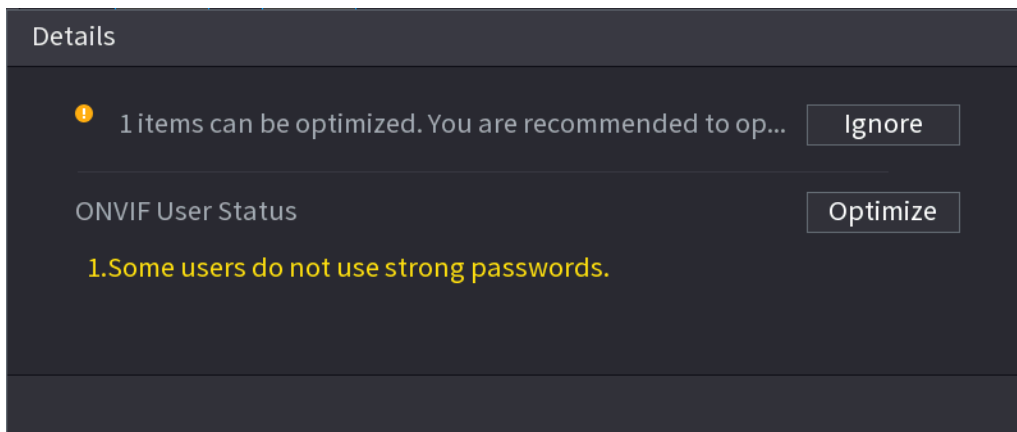 Details
1 items can be optimized. You are recommended to op... Ignore
ONVIF User Status Optimize
1.Some users do not use strong passwords.